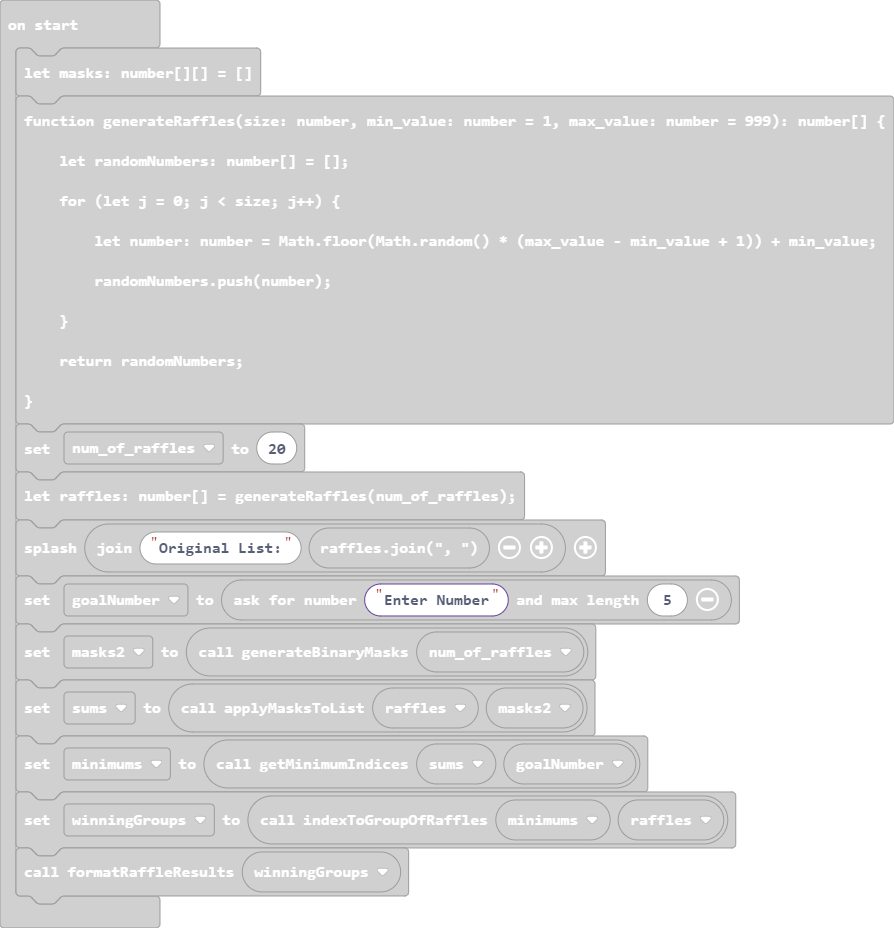 on start
let masks: number[][] = []
function generateRaffles(size: number, min_value: number = 1, max_value: number = 999): number[] {
let randomNumbers: number[] = [];
for (let j = 0; j < size; j++) {
let number: number = Math.floor(Math.random() * (max_value - min_value + 1)) + min_value;
randomNumbers.push(number);
}
return randomNumbers;
}
set num_of_raffles to 20
let raffles: number[] = generateRaffles(num_of_raffles);
splash join "Original List:" raffles.join(", ")
set goalNumber to ask for number "Enter Number" and max length 5
set masks2 to call generateBinaryMasks num_of_raffles
set sums to call applyMasksToList raffles masks2
set minimums to call getMinimumIndices sums goalNumber
set winningGroups to call indexToGroupOfRaffles minimums raffles
call formatRaffleResults winningGroups